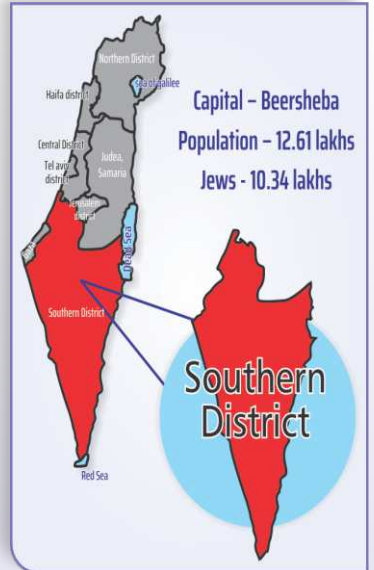 Northern District
sea of galilee
Haifa district
Capital – Beersheba
Population – 12.61 lakhs
Jews - 10.34 lakhs
Central District
Tel aviv
district
Judea,
Samaria
Jerusalem
district
Dead Sea
Southern District
Southern
District
Red Sea